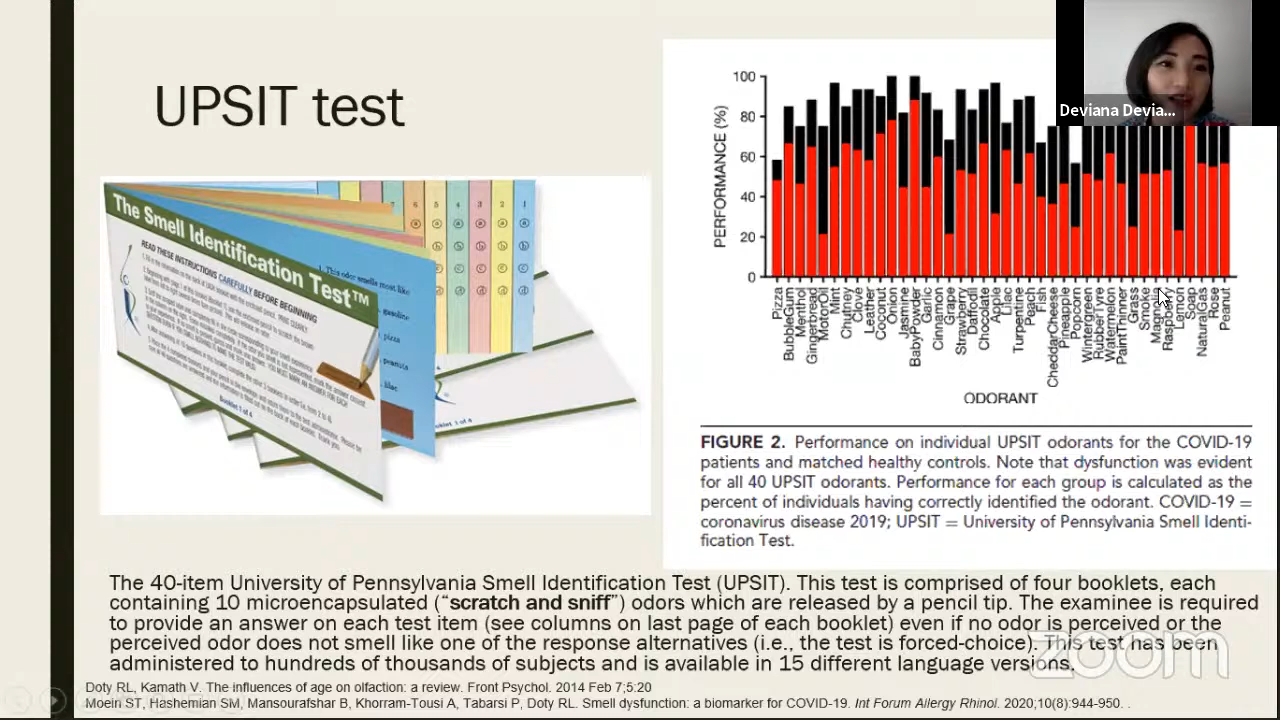 UPSIT test
Deviana Devia...
The Smell Identification Test™
READ THESE INSTRUCTIONS CAREFULLY BEFORE BEGINNING
Booklet 1 of 4
1. This odor smells most like
gasoline
pizza
peanuts
lilac
7 6 5 4 3 2 1
a a a a a
b b b b b
c c c c c
d d d d d
PERFORMANCE (%)
100
80
60
40
20
0
Pizza
BubbleGum
Menthol
Gingerbread
MotorOil
Mint
Chutney
Clove
Leather
Coconut
Onion
Jasmine
BabyPowder
Garlic
Cinnamon
Grape
Strawberry
Daffodil
Chocolate
Apple
Lilac
Turpentine
Peach
Fish
CheddarCheese
Pineapple
Popcorn
Wintergreen
RubberTyre
Watermelon
PaintThinner
Grass
Smoke
Raspberry
Lemon
Soap
NaturalGas
Rose
Peanut
ODORANT
FIGURE 2. Performance on individual UPSIT odorants for the COVID-19
patients and matched healthy controls. Note that dysfunction was evident
for all 40 UPSIT odorants. Performance for each group is calculated as the
percent of individuals having correctly identified the odorant. COVID-19 =
coronavirus disease 2019; UPSIT = University of Pennsylvania Smell Identi-
fication Test.
The 40-item University of Pennsylvania Smell Identification Test (UPSIT). This test is comprised of four booklets, each
containing 10 microencapsulated (“scratch and sniff”) odors which are released by a pencil tip. The examinee is required
to provide an answer on each test item (see columns on last page of each booklet) even if no odor is perceived or the
perceived odor does not smell like one of the response alternatives (i.e., the test is forced-choice). This test has been
administered to hundreds of thousands of subjects and is available in 15 different language versions.
zoom
Doty RL, Kamath V. The influences of age on olfaction: a review. Front Psychol. 2014 Feb 7;5:20
Moein ST, Hashemian SM, Mansourafshar B, Khorram-Tousi A, Tabarsi P, Doty RL. Smell dysfunction: a biomarker for COVID-19. Int Forum Allergy Rhinol. 2020;10(8):944-950. .